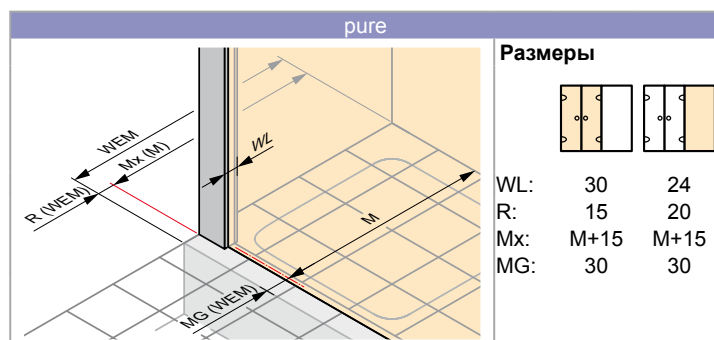 pure
Размеры
WEM
Mx (M)
R (WEM)
WL
M
MG (WEM)
WL: 30 24
R: 15 20
Mx: M+15 M+15
MG: 30 30